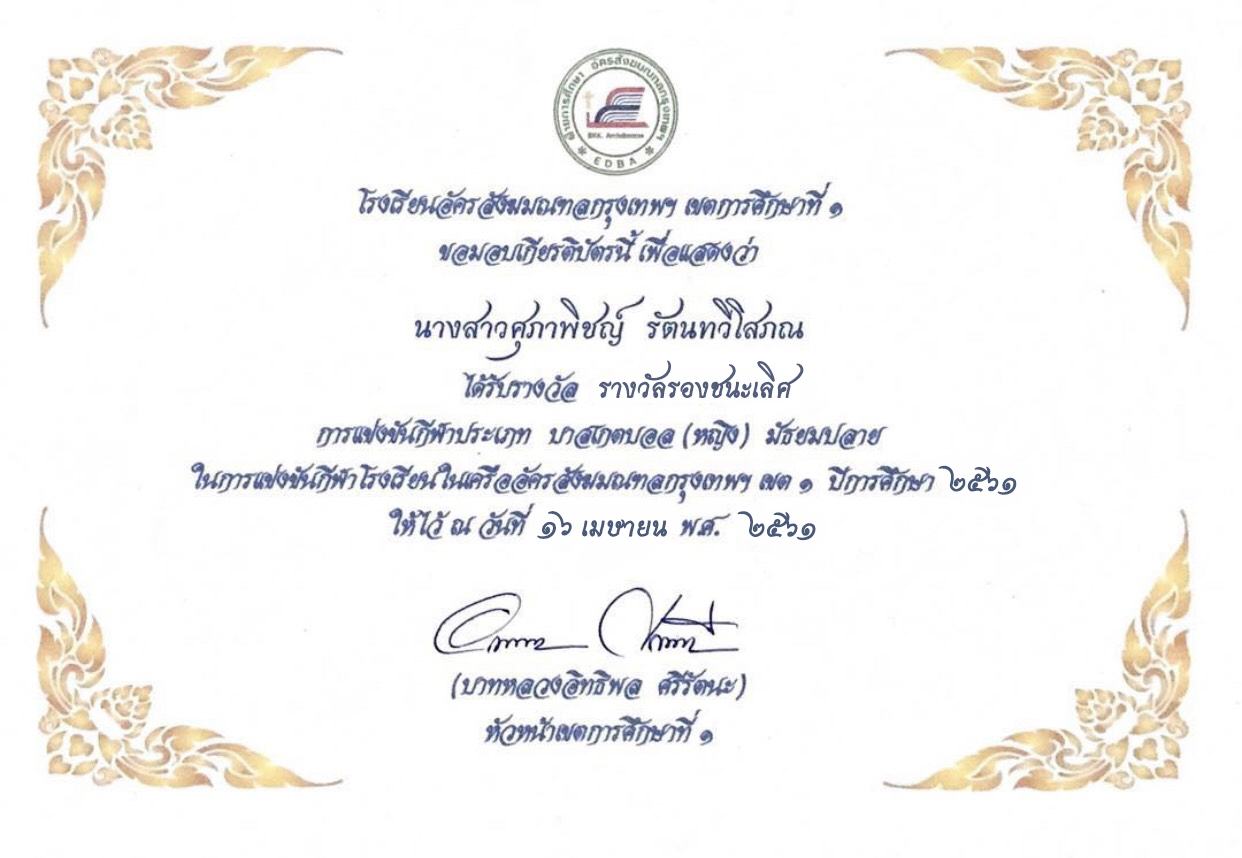 ฝ่ายการศึกษา อัครสังฆมณฑลกรุงเทพฯ
BKK. Archdiocese
EDBA
โรงเรียนอัครสังฆมณฑลกรุงเทพฯ เขตการศึกษาที่ ๑
ขอมอบเกียรติบัตรนี้ เพื่อแสดงว่า
นางสาวศุภาพิชญ์ รัตนทวีโสภณ
ได้รับรางวัล รางวัลรองชนะเลิศ
การแข่งขันกีฬาประเภท บาสเกตบอล (หญิง) มัธยมปลาย
ในการแข่งขันกีฬาโรงเรียนในเครืออัครสังฆมณฑลกรุงเทพฯ เขต ๑ ปีการศึกษา ๒๕๖๑
ให้ไว้ ณ วันที่ ๑๖ เมษายน พ.ศ. ๒๕๖๑
(บาทหลวงอิทธิพล ศรีรัตนะ)
หัวหน้าเขตการศึกษาที่ ๑